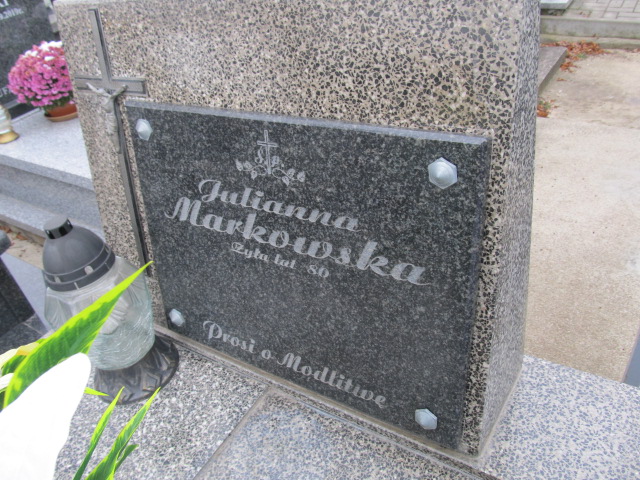 Ś.P.
Julianna
Markowska
Żyła lat 80
Prosi o Modlitwę